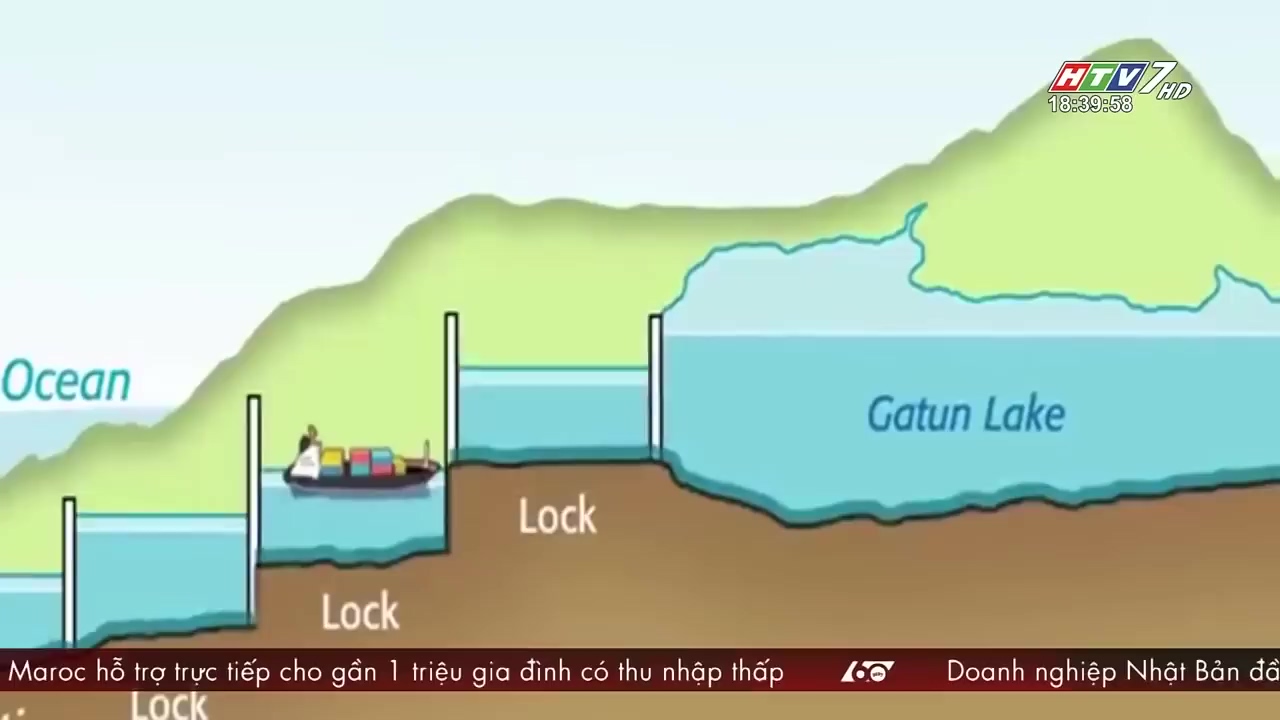 HTV7 HD
18:39:58
Ocean
Gatun Lake
Lock
Lock
Maroc hỗ trợ trực tiếp cho gần 1 triệu gia đình có thu nhập thấp
60
Doanh nghiệp Nhật Bản
Lock